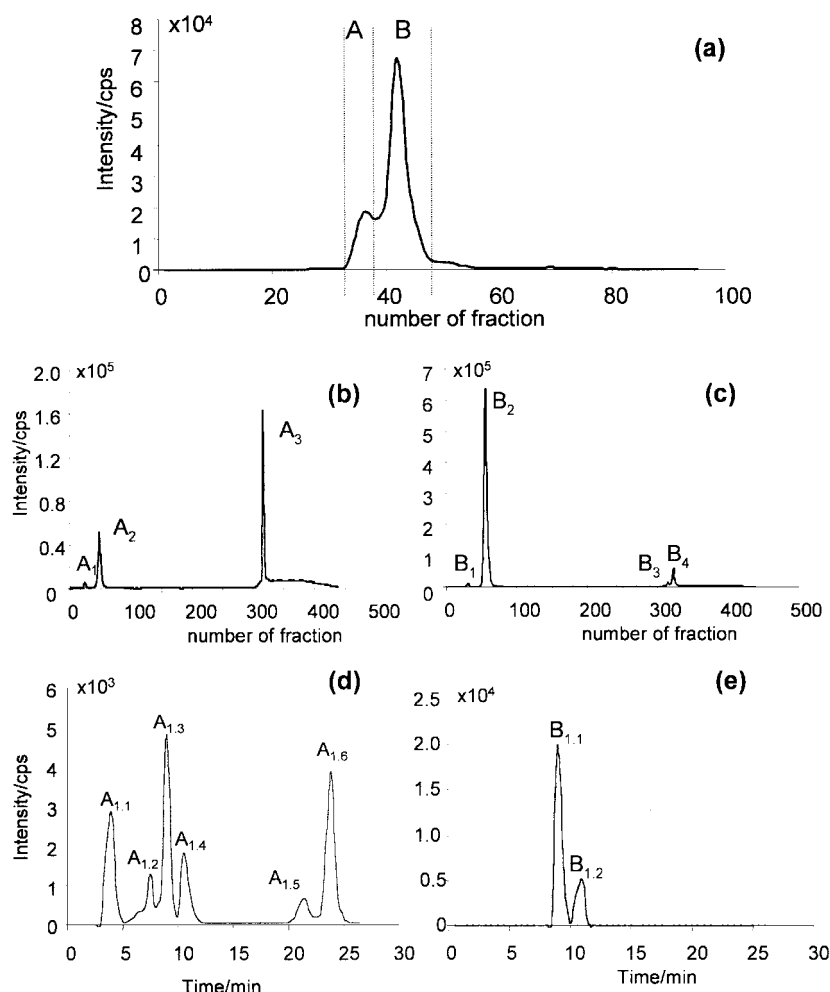 x10⁴
A B
(a)
Intensity/cps
8
7
6
5
4
3
2
1
0
0 20 40 60 80 100
number of fraction
x10⁵
(b)
Intensity/cps
2.0
1.6
1.2
0.8
0.4
0
A₁
A₂
A₃
0 100 200 300 400 500
number of fraction
x10⁵
(c)
7
6
5
4
3
2
1
0
B₁
B₂
B₃ B₄
0 100 200 300 400 500
number of fraction
x10³
(d)
Intensity/cps
6
5
4
3
2
1
0
A₁.₁
A₁.₂
A₁.₃
A₁.₄
A₁.₅
A₁.₆
0 5 10 15 20 25 30
Time/min
x10⁴
(e)
2.5
2.0
1.5
1.0
0.5
0
B₁.₁
B₁.₂
0 5 10 15 20 25 30
Time/min